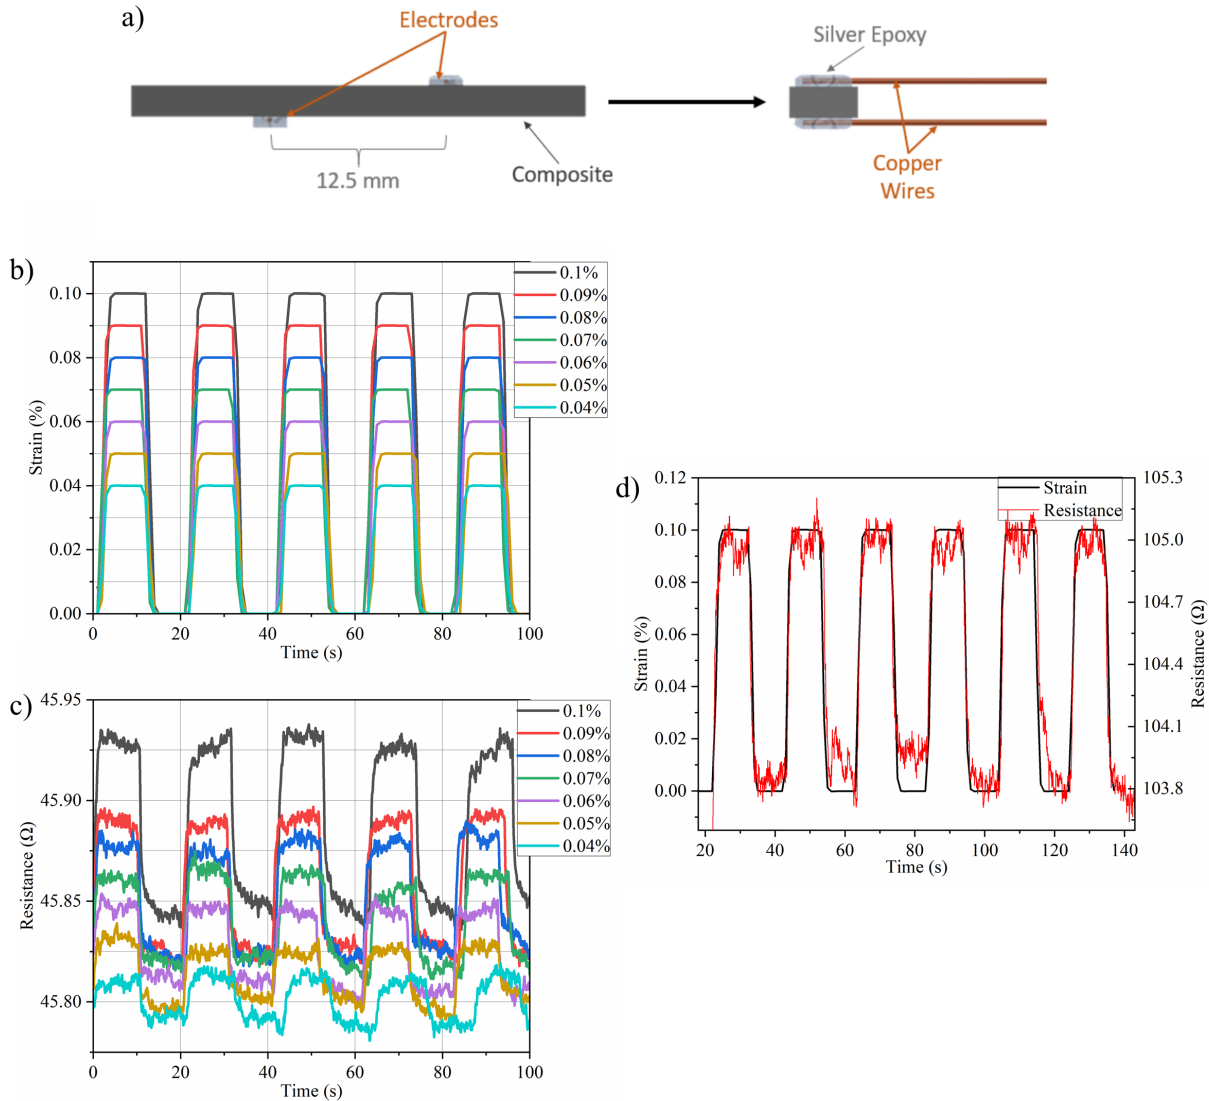 a)
Electrodes
Silver Epoxy
12.5 mm
Composite
Copper
Wires
b)
0.10
0.08
0.06
0.04
0.02
0.00
Strain (%)
0 20 40 60 80 100
Time (s)
0.1%
0.09%
0.08%
0.07%
0.06%
0.05%
0.04%
c)
45.95
45.90
45.85
45.80
Resistance (Ω)
0 20 40 60 80 100
Time (s)
0.1%
0.09%
0.08%
0.07%
0.06%
0.05%
0.04%
d)
0.12
0.10
0.08
0.06
0.04
0.02
0.00
Strain (%)
20 40 60 80 100 120 140
Time (s)
Strain
Resistance
105.3
105.0
104.7
104.4
104.1
103.8
Resistance (Ω)